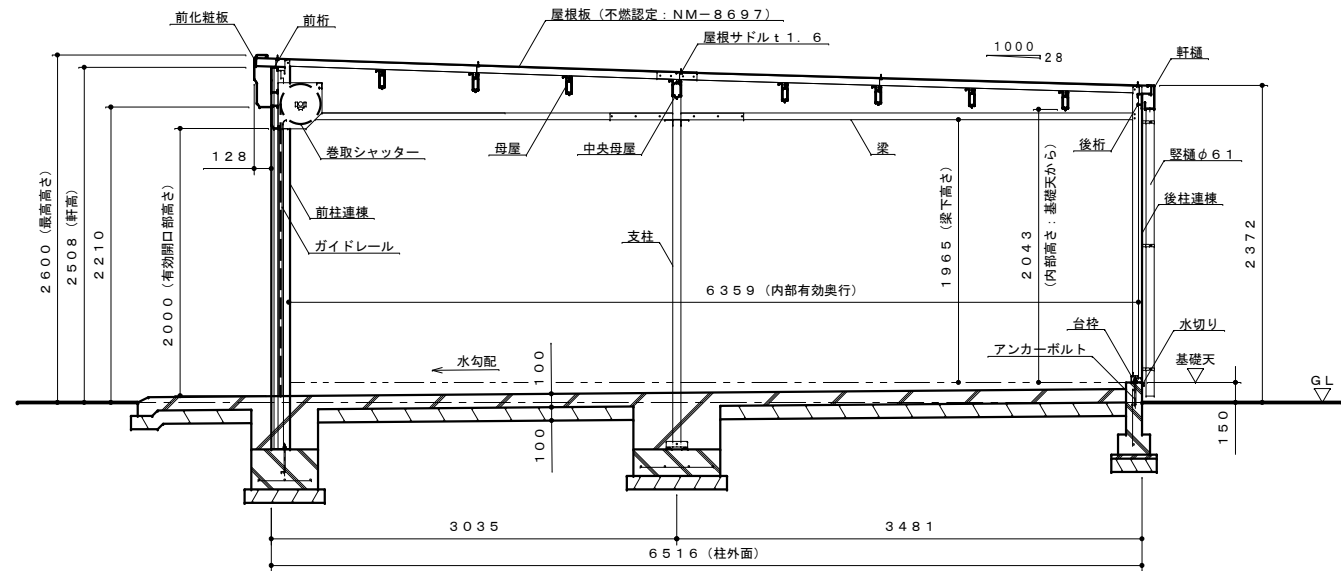 屋根板（不燃認定：NM－8697）
前化粧板
前桁
屋根サドルｔ1．6
1000
28
軒樋
128
巻取シャッター
母屋
中央母屋
梁
後桁
竪樋φ61
後柱連棟
前柱連棟
ガイドレール
支柱
2600（最高高さ）
2508（軒高）
2210
2000（有効開口部高さ）
1965（梁下高さ）
2043
（内部高さ：基礎天から）
2372
6359（内部有効奥行）
台枠
水切り
アンカーボルト
基礎天
水勾配
100
100
GL
150
3035
3481
6516（柱外面）